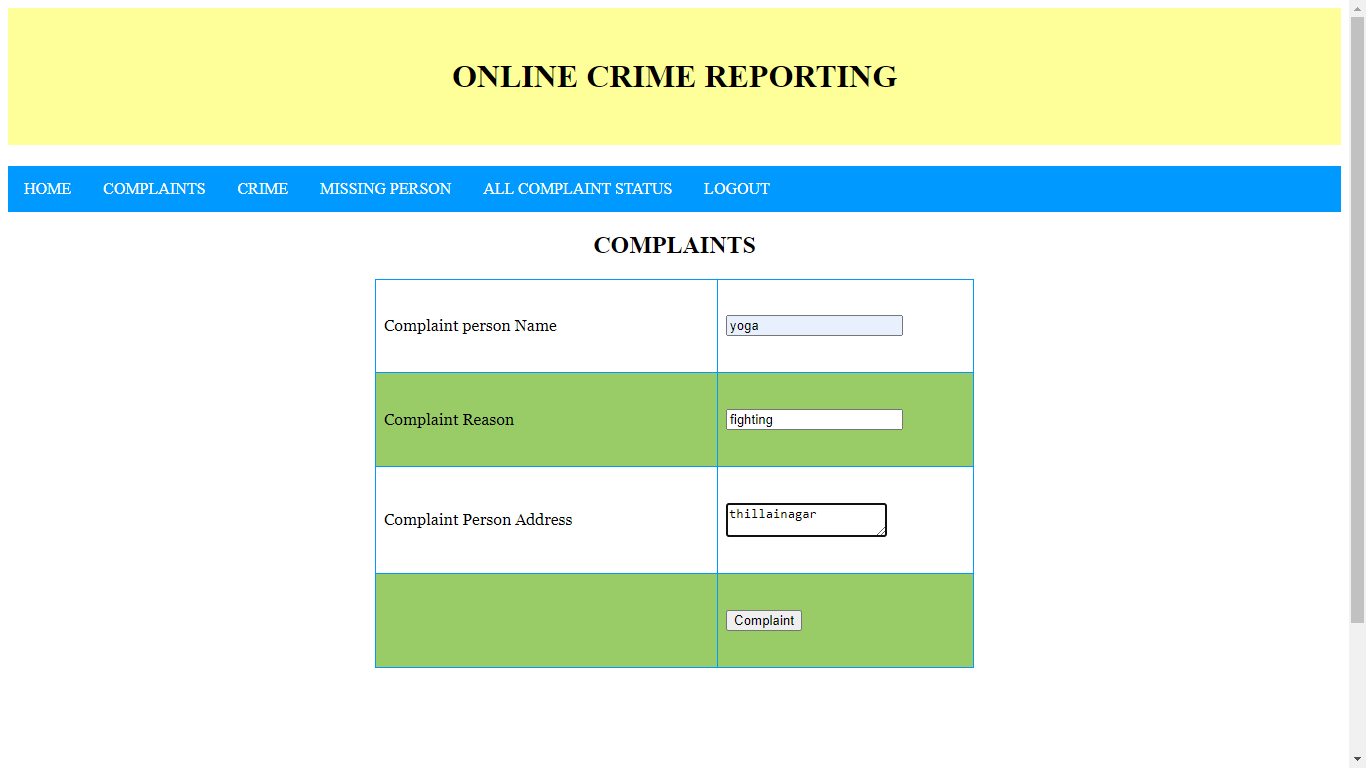 ONLINE CRIME REPORTING
HOME COMPLAINTS CRIME MISSING PERSON ALL COMPLAINT STATUS LOGOUT
COMPLAINTS
Complaint person Name yoga
Complaint Reason fighting
Complaint Person Address thillainagar
Complaint